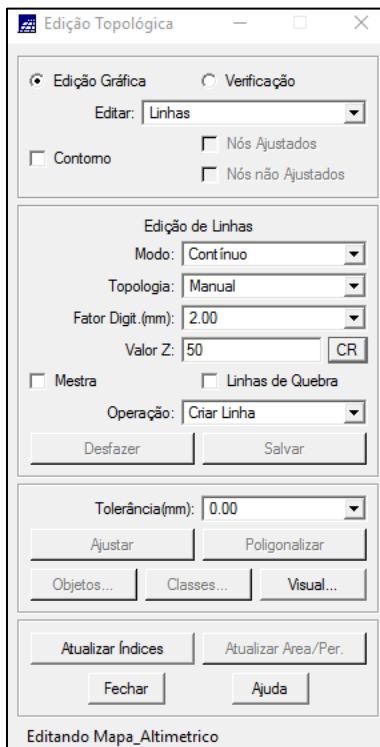 Edição Topológica
Edição Gráfica Verificação
Editar: Linhas
Contorno
Nós Ajustados
Nós não Ajustados
Edição de Linhas
Modo: Contínuo
Topologia: Manual
Fator Digit.(mm): 2.00
Valor Z: 50 CR
Mestra Linhas de Quebra
Operação: Criar Linha
Desfazer Salvar
Tolerância(mm): 0.00
Ajustar Poligonalizar
Objetos... Classes... Visual...
Atualizar Índices Atualizar Area/Per.
Fechar Ajuda
Editando Mapa_Altimetrico